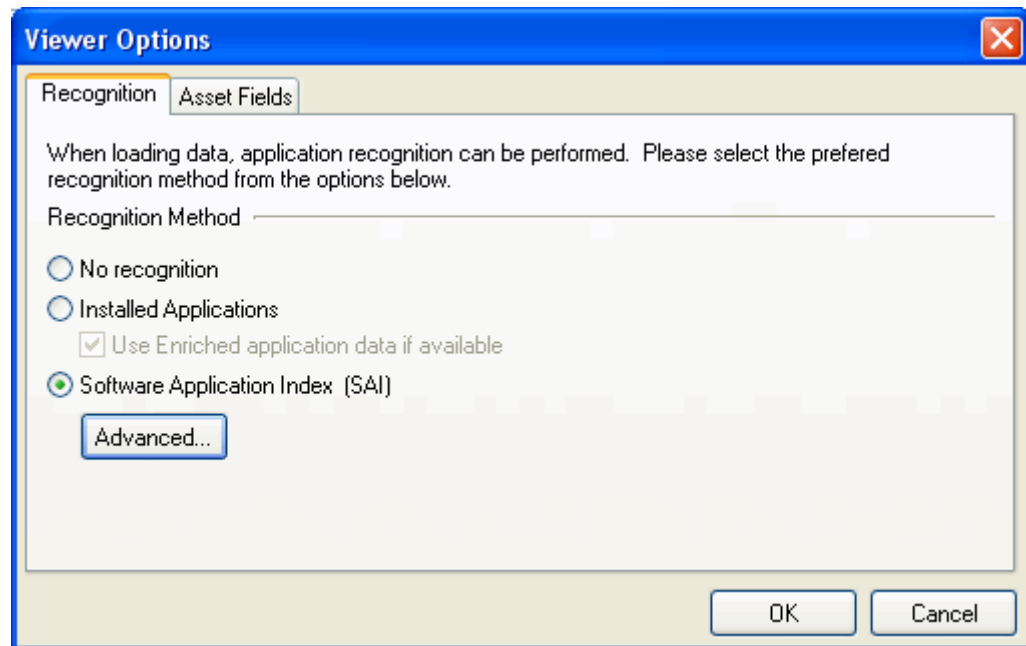 Viewer Options
Recognition
Asset Fields
When loading data, application recognition can be performed. Please select the prefered
recognition method from the options below.
Recognition Method
No recognition
Installed Applications
Use Enriched application data if available
Software Application Index (SAI)
Advanced...
OK
Cancel